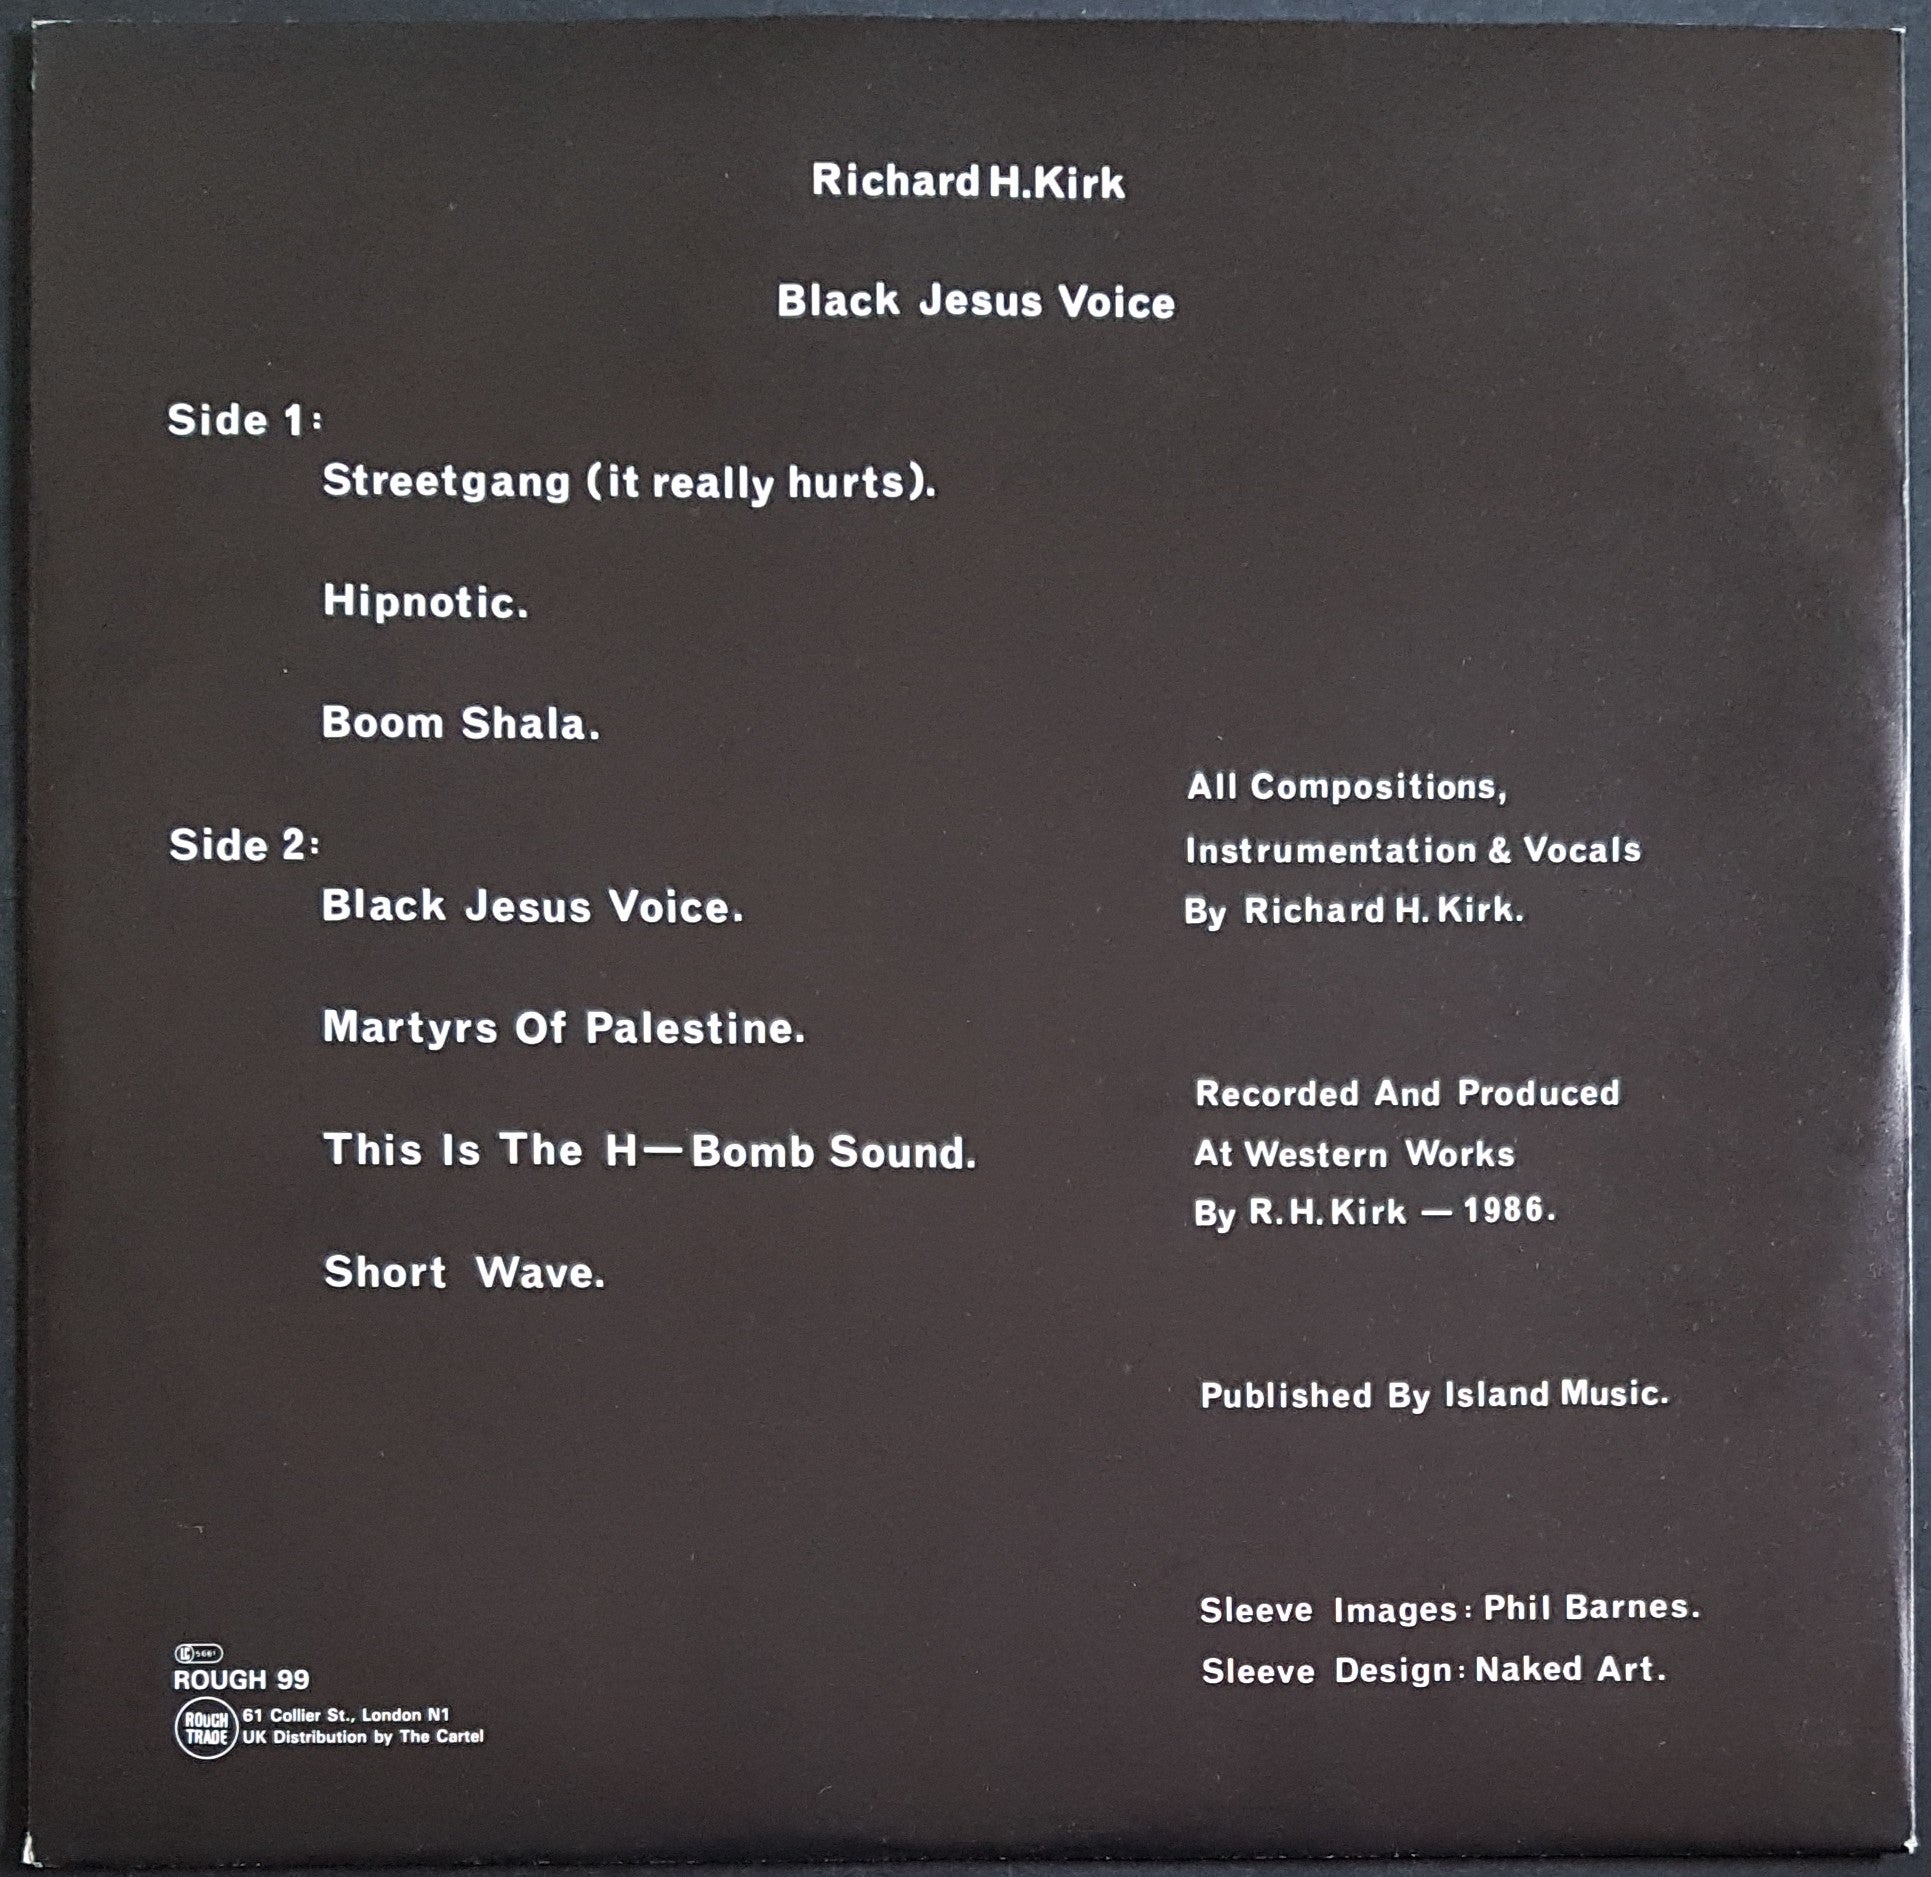 Richard H. Kirk
Black Jesus Voice
Side 1:
Streetgang (it really hurts).
Hipnotic.
Boom Shala.
Side 2:
Black Jesus Voice.
Martyrs Of Palestine.
This Is The H—Bomb Sound.
Short Wave.
All Compositions,
Instrumentation & Vocals
By Richard H. Kirk.
Recorded And Produced
At Western Works
By R.H. Kirk — 1986.
Published By Island Music.
Sleeve Images: Phil Barnes.
Sleeve Design: Naked Art.
LC
ROUGH 99
ROUGH TRADE
61 Collier St., London N1
UK Distribution by The Cartel